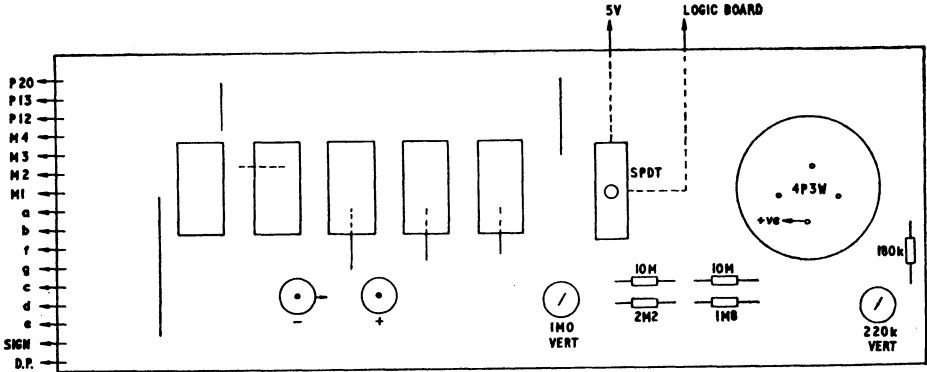 5V
LOGIC BOARD
P20
P13
P12
M4
M3
M2
M1
a
b
f
g
c
d
e
SIGN
D.P.
SPDT
4P3W
+ve
180k
10M
10M
2M2
1M8
1M0
VERT
220k
VERT
-
+